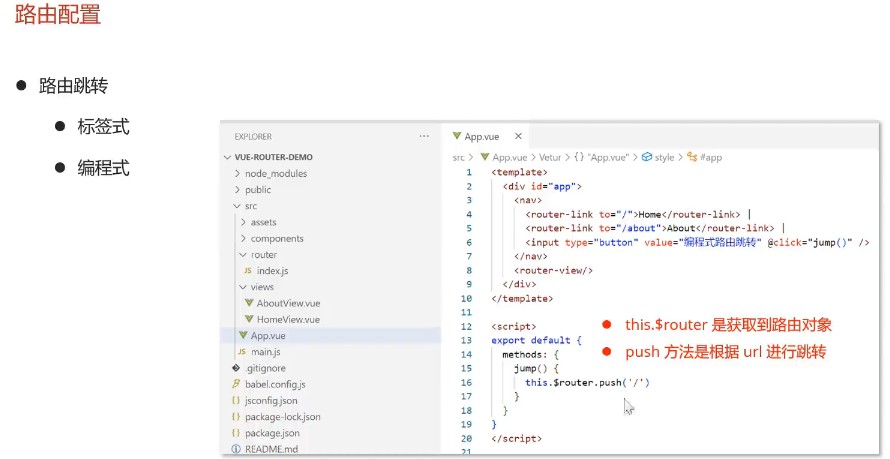 路由配置
路由跳转
标签式
编程式
EXPLORER ···
VUE-ROUTER-DEMO
node_modules
public
src
assets
components
router
JS index.js
views
AboutView.vue
HomeView.vue
App.vue
JS main.js
.gitignore
babel.config.js
{} jsconfig.json
{} package-lock.json
{} package.json
README.md
App.vue ×
src > App.vue > Vetur > {} "App.vue" > style > #app
1 <template>
2 <div id="app">
3 <nav>
4 <router-link to="/">Home</router-link> |
5 <router-link to="/about">About</router-link> |
6 <input type="button" value="编程式路由跳转" @click="jump()" />
7 </nav>
8 <router-view/>
9 </div>
10 </template>
11
12 <script>
13 export default {
14 methods: {
15 jump() {
16 this.$router.push('/')
17 }
18 }
19 }
20 </script>
21
this.$router 是获取到路由对象
push 方法是根据 url 进行跳转